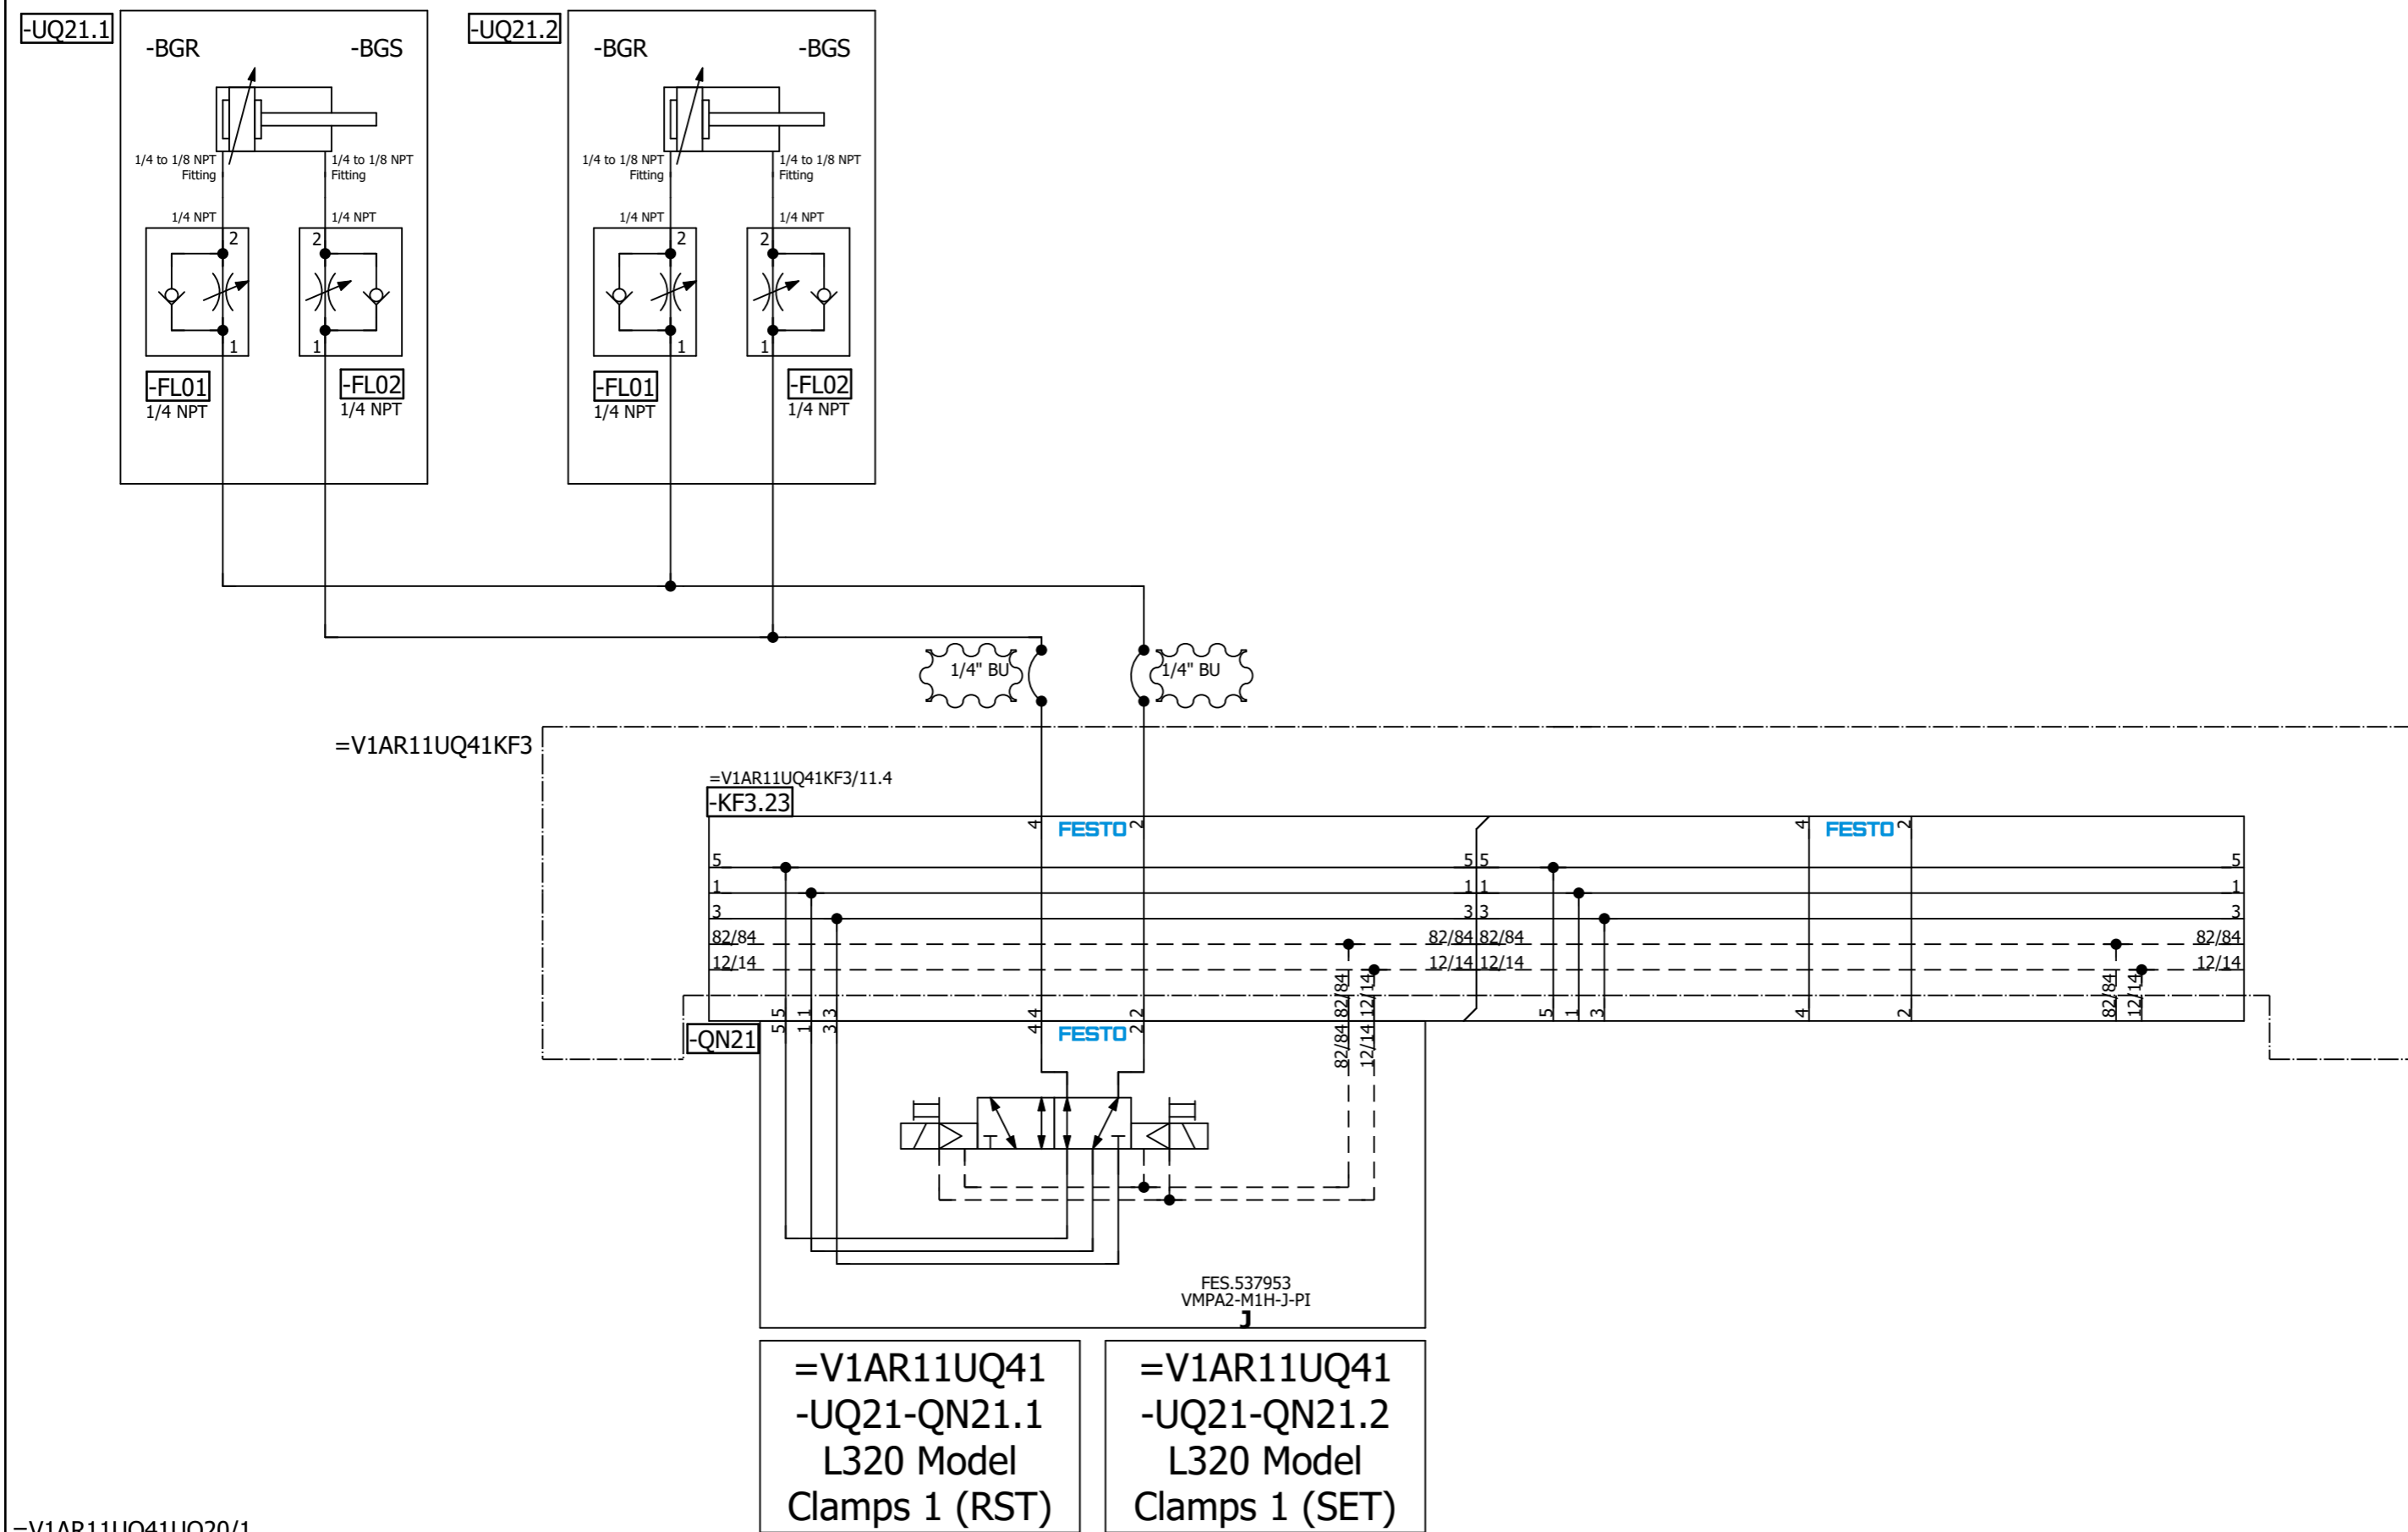 -UQ21.1
-BGR
-BGS
1/4 to 1/8 NPT
Fitting
1/4 to 1/8 NPT
Fitting
1/4 NPT
1/4 NPT
2
2
1
1
-FL01
1/4 NPT
-FL02
1/4 NPT
-UQ21.2
-BGR
-BGS
1/4 to 1/8 NPT
Fitting
1/4 to 1/8 NPT
Fitting
1/4 NPT
1/4 NPT
2
2
1
1
-FL01
1/4 NPT
-FL02
1/4 NPT
1/4" BU
1/4" BU
=V1AR11UQ41KF3
=V1AR11UQ41KF3/11.4
-KF3.23
4 FESTO 2
4 FESTO 2
5 5 5 5
1 1 1 1
3 3 3 3
82/84 82/84 82/84 82/84
12/14 12/14 12/14 12/14
5 1 3 4 2 82/84 12/14
5 1 3 4 2 82/84 12/14
-QN21
5 1 3 4 FESTO 2 82/84 12/14
FES.537953
VMPA2-M1H-J-PI
J
=V1AR11UQ41
-UQ21-QN21.1
L320 Model
Clamps 1 (RST)
=V1AR11UQ41
-UQ21-QN21.2
L320 Model
Clamps 1 (SET)
=V1AR11UQ41UQ20/1